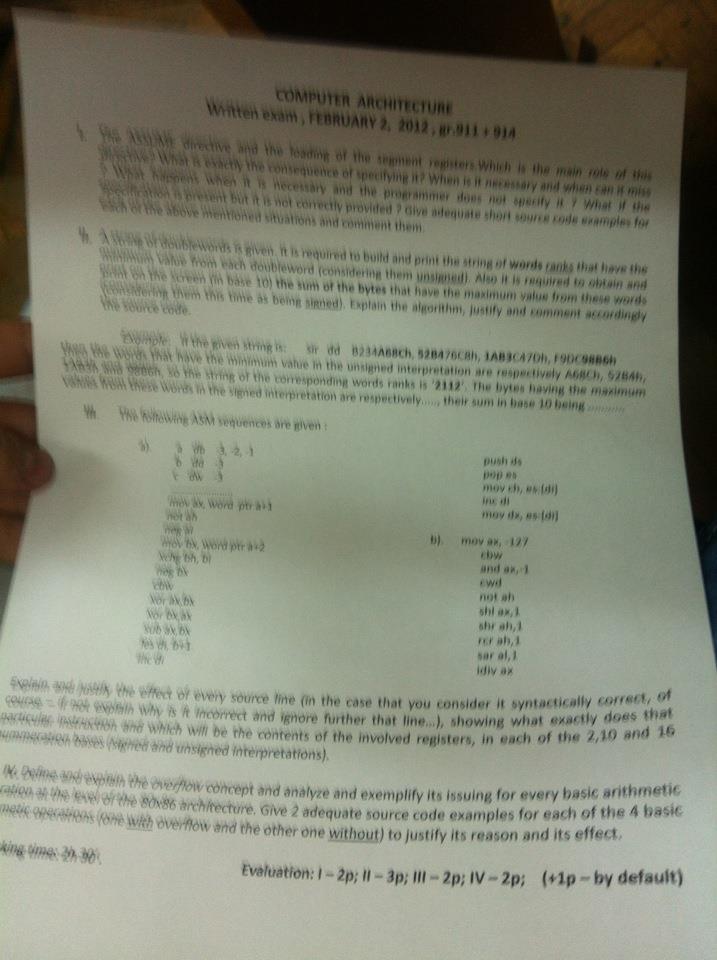 COMPUTER ARCHITECTURE
Written exam, FEBRUARY 2, 2012, gr.911 + 914
I. The ASSUME directive and the loading of the segment registers. Which is the main role of this
directive? What is exactly the consequence of specifying it? When is it necessary and when can it miss
? What happens when it is necessary and the programmer does not specify it ? What if the
specification is present but it is not correctly provided ? Give adequate short source code examples for
each of the above mentioned situations and comment them.
II. A string of doublewords is given. It is required to build and print the string of words ranks that have the
minimum value from each doubleword (considering them unsigned). Also it is required to obtain and
print on the screen (in base 10) the sum of the bytes that have the maximum value from these words
(considering them this time as being signed). Explain the algorithm, justify and comment accordingly
the source code.
Example: if the given string is: sir dd B234A68Ch, 52B476C8h, 1AB3C47Dh, F9DC98B6h
then the words that have the minimum value in the unsigned interpretation are respectively A68Ch, 52B4h,
1AB3h and 98B6h, so the string of the corresponding words ranks is '2112'. The bytes having the maximum
values from these words in the signed interpretation are respectively....., their sum in base 10 being ..........
III. The following ASM sequences are given :
a) a db -3, -2, -1
b dd -3
c dw -3
..................
mov ax, word ptr a+1
not ah
neg al
mov bx, word ptr a+2
xchg bh, bl
neg bx
cbw
xor ax,bx
xor bx,ax
sub ax,bx
les di, b+1
inc di
push ds
pop es
mov ch, es:[di]
inc di
mov dx, es:[di]
b). mov ax, -127
cbw
and ax,-1
cwd
not ah
shl ax,1
shr ah,1
rcr ah,1
sar al,1
idiv ax
Explain and justify the effect of every source line (in the case that you consider it syntactically correct, of
course – if not explain why is it incorrect and ignore further that line...), showing what exactly does that
particular instruction and which will be the contents of the involved registers, in each of the 2,10 and 16
nummeration bases (signed and unsigned interpretations).
IV. Define and explain the overflow concept and analyze and exemplify its issuing for every basic arithmetic
ration at the level of the 80x86 architecture. Give 2 adequate source code examples for each of the 4 basic
metic operations (one with overflow and the other one without) to justify its reason and its effect.
king time: 2h 30'.
Evaluation: I – 2p; II – 3p; III – 2p; IV – 2p; (+1p – by default)